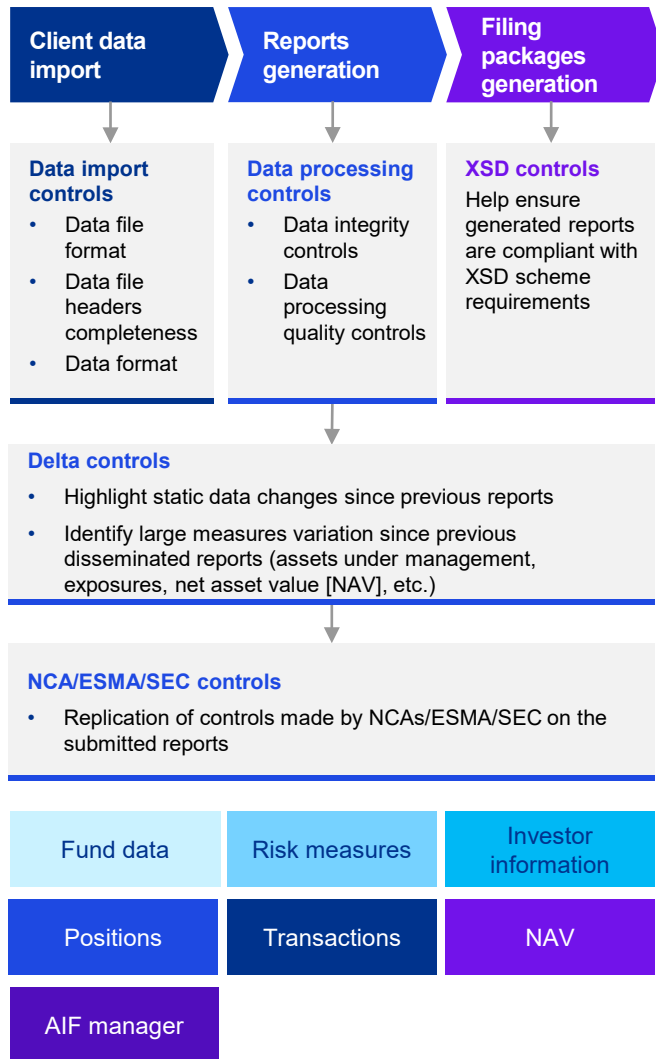 Client data
import
Reports
generation
Filing
packages
generation
Data import
controls
• Data file
format
• Data file
headers
completeness
• Data format
Data processing
controls
• Data integrity
controls
• Data
processing
quality controls
XSD controls
Help ensure
generated reports
are compliant with
XSD scheme
requirements
Delta controls
• Highlight static data changes since previous reports
• Identify large measures variation since previous
disseminated reports (assets under management,
exposures, net asset value [NAV], etc.)
NCA/ESMA/SEC controls
• Replication of controls made by NCAs/ESMA/SEC on the
submitted reports
Fund data
Risk measures
Investor
information
Positions
Transactions
NAV
AIF manager